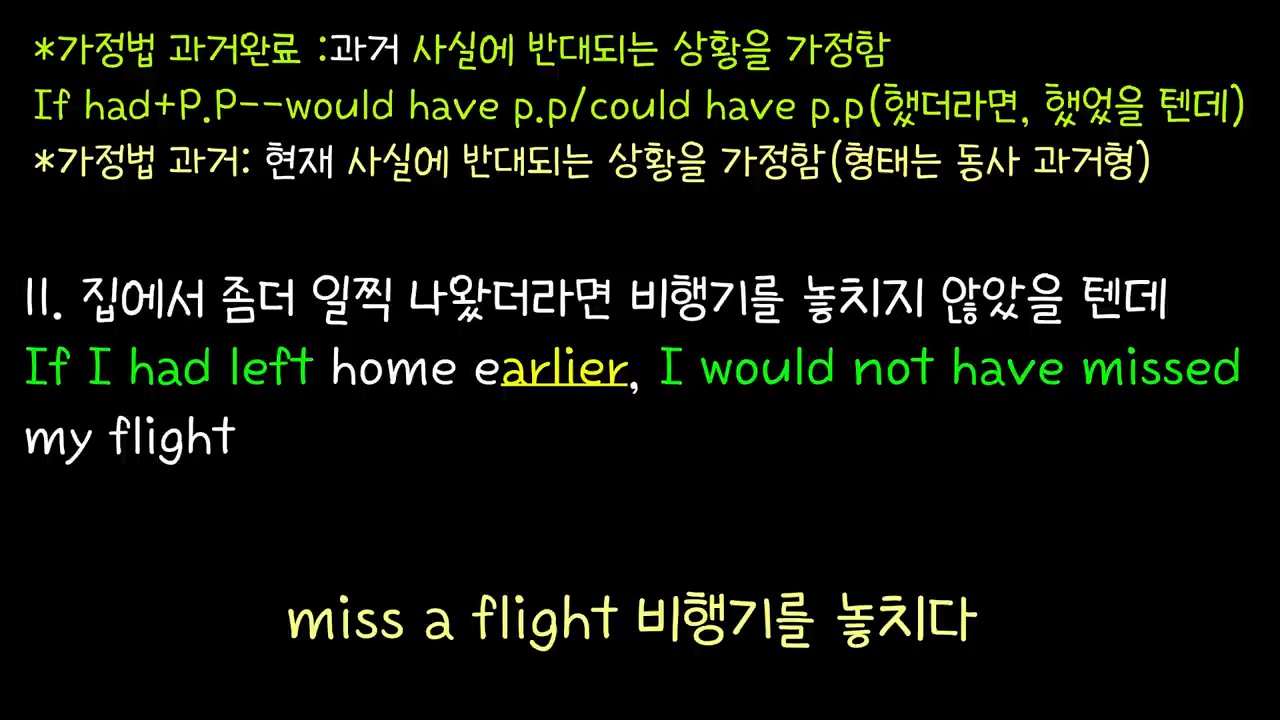 *가정법 과거완료 :과거 사실에 반대되는 상황을 가정함
If had+P.P--would have p.p/could have p.p(했더라면, 했었을 텐데)
*가정법 과거: 현재 사실에 반대되는 상황을 가정함(형태는 동사 과거형)
11. 집에서 좀더 일찍 나왔더라면 비행기를 놓치지 않았을 텐데
If I had left home earlier, I would not have missed
my flight
miss a flight 비행기를 놓치다